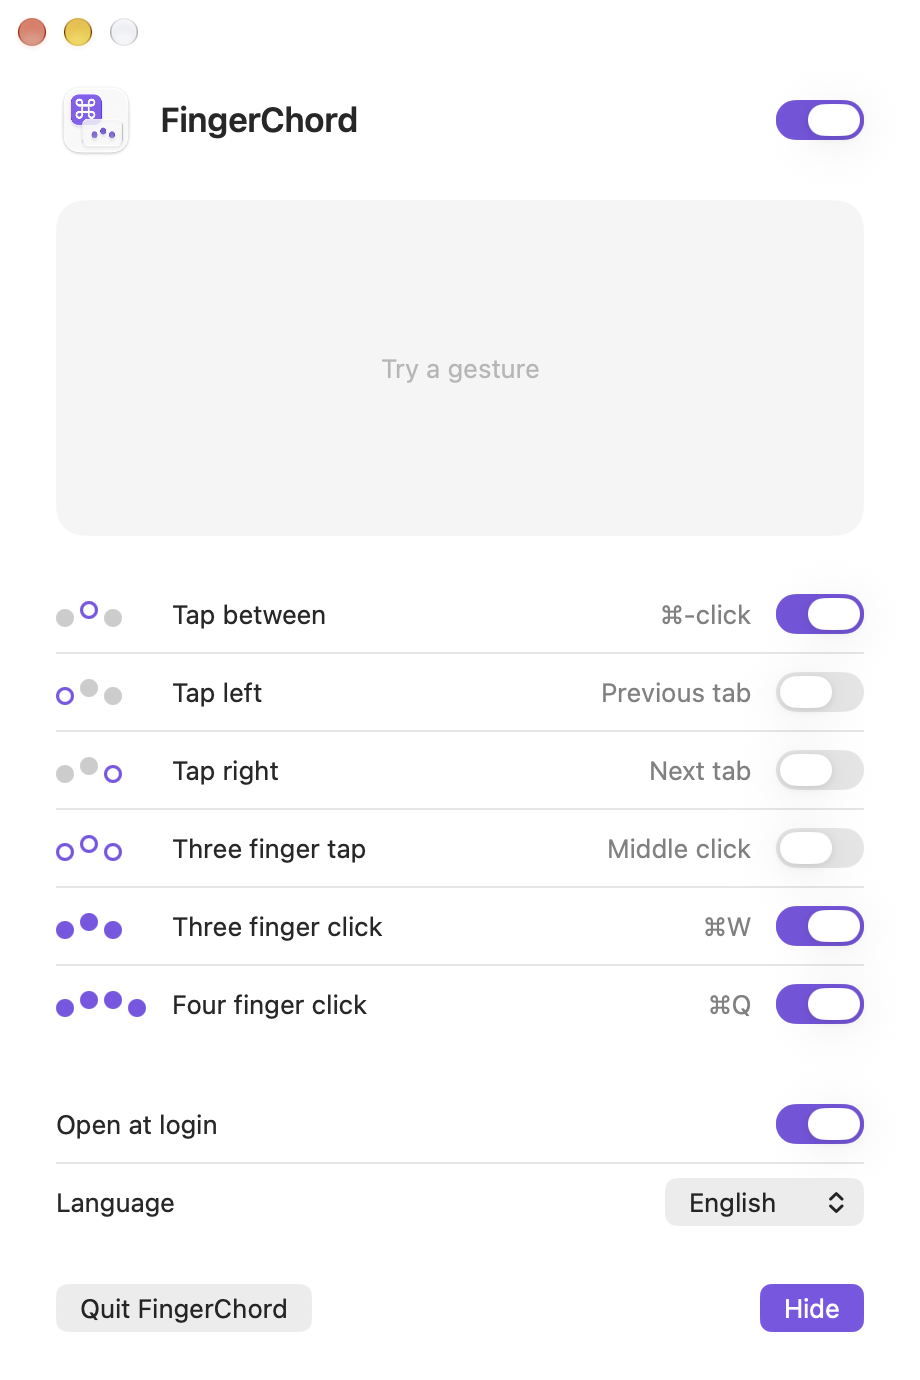 FingerChord
Try a gesture
Tap between ⌘-click
Tap left Previous tab
Tap right Next tab
Three finger tap Middle click
Three finger click ⌘W
Four finger click ⌘Q
Open at login
Language English
Quit FingerChord Hide